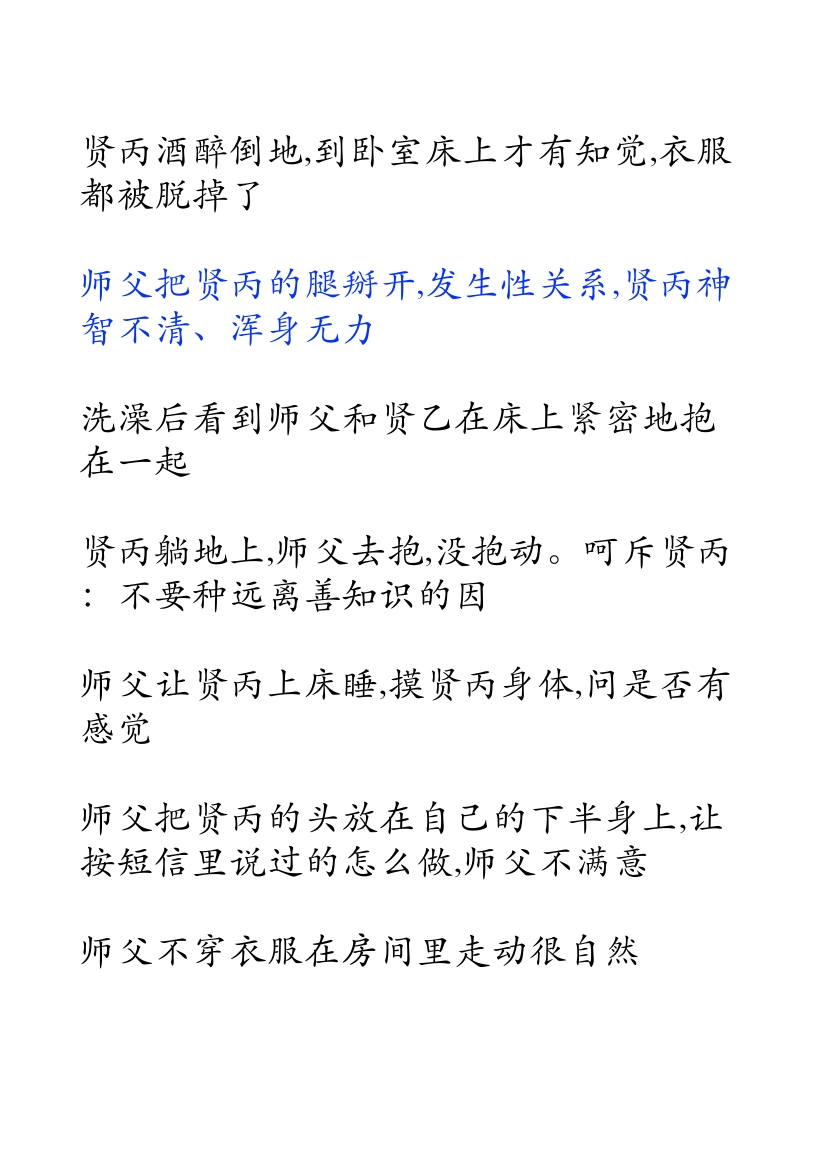 贤丙酒醉倒地,到卧室床上才有知觉,衣服
都被脱掉了
师父把贤丙的腿掰开,发生性关系,贤丙神
智不清、浑身无力
洗澡后看到师父和贤乙在床上紧密地抱
在一起
贤丙躺地上,师父去抱,没抱动。呵斥贤丙
：不要种远离善知识的因
师父让贤丙上床睡,摸贤丙身体,问是否有
感觉
师父把贤丙的头放在自己的下半身上,让
按短信里说过的怎么做,师父不满意
师父不穿衣服在房间里走动很自然